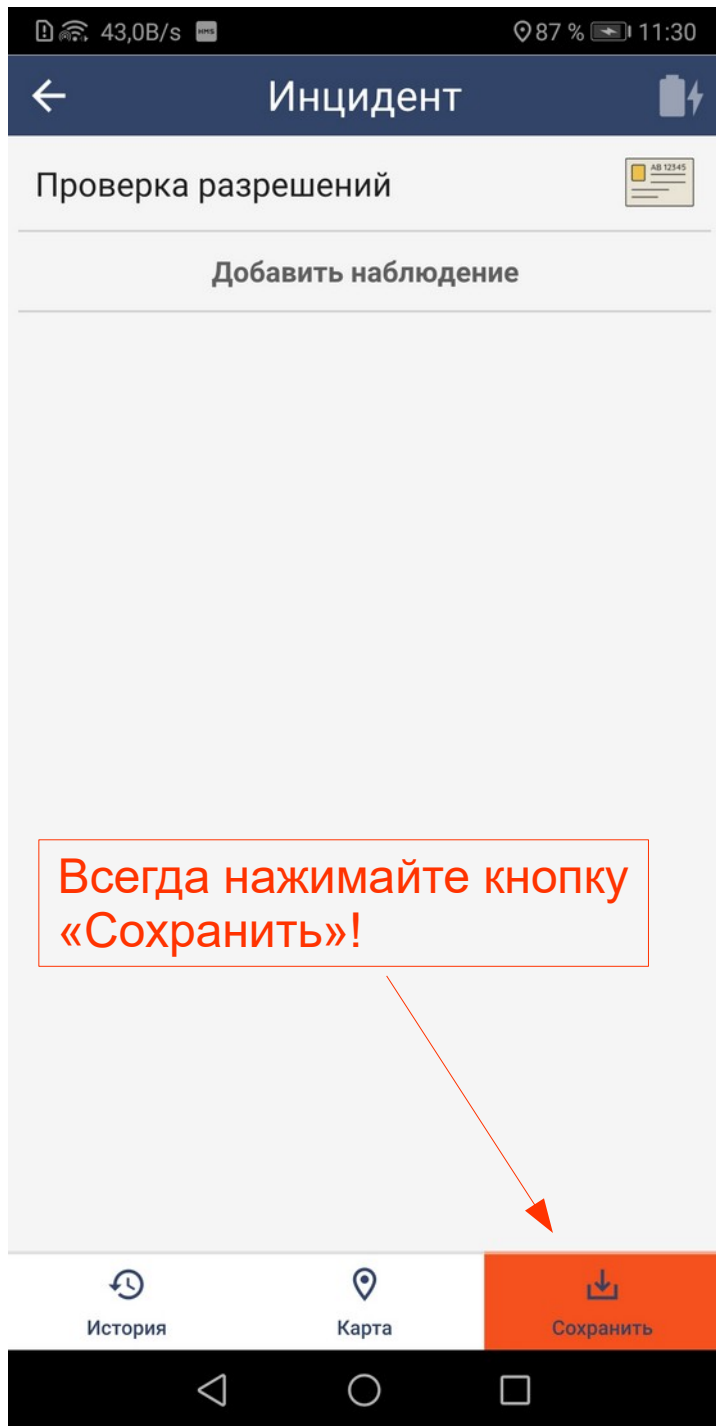 43,0B/s HMS 87 % 11:30
Инцидент
Проверка разрешений
AB 12345
Добавить наблюдение
Всегда нажимайте кнопку
«Сохранить»!
История Карта Сохранить